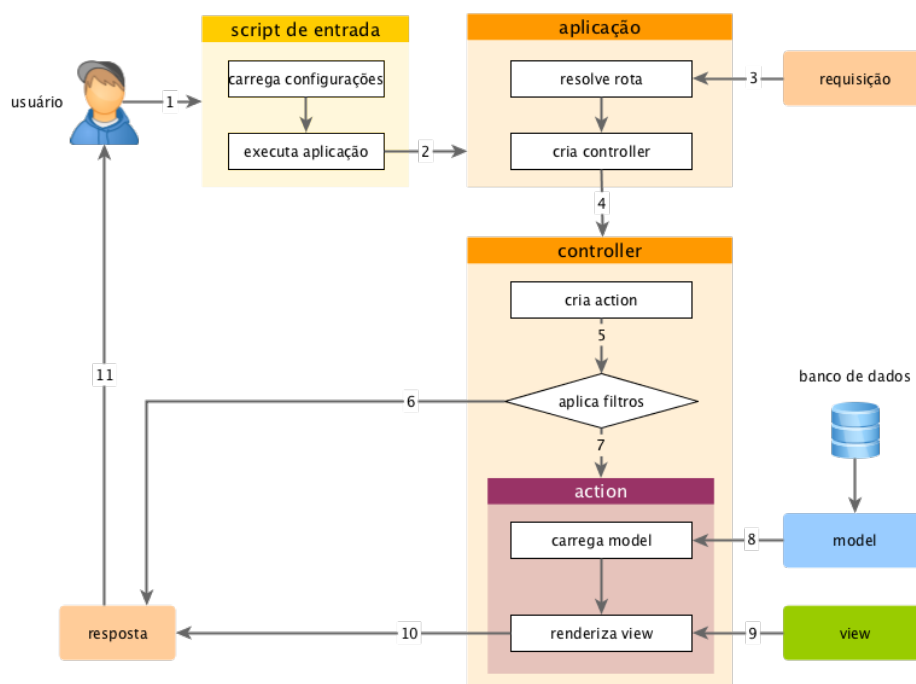 script de entrada
aplicação
carrega configurações
resolve rota
3
requisição
usuário
1
executa aplicação
2
cria controller
4
controller
cria action
5
11
6
aplica filtros
banco de dados
7
action
carrega model
8
model
resposta
10
renderiza view
9
view